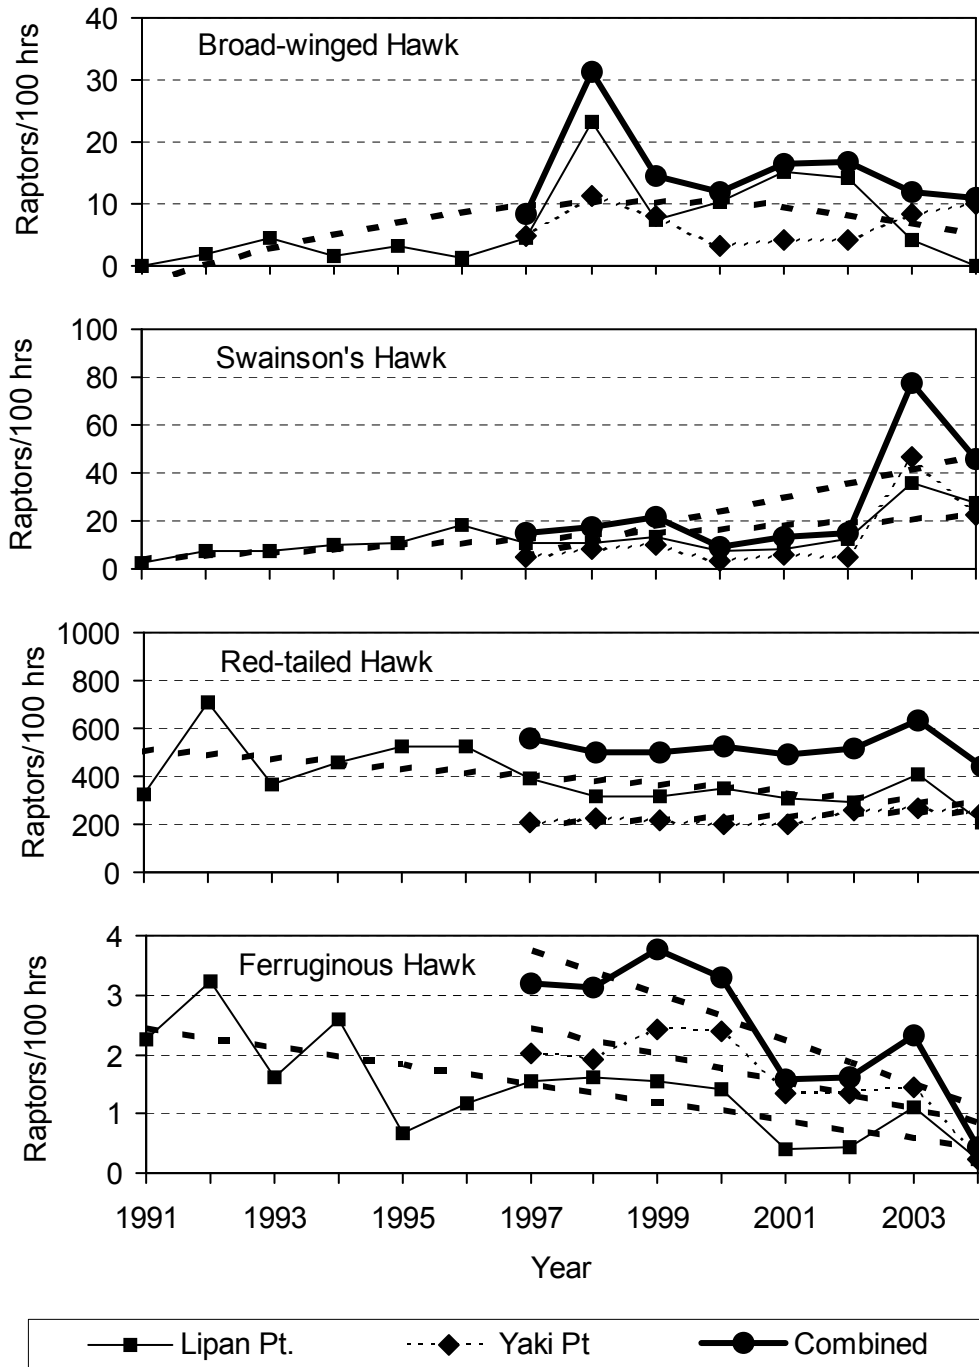 Broad-winged Hawk
Raptors/100 hrs
40
30
20
10
0
Swainson's Hawk
Raptors/100 hrs
100
80
60
40
20
0
Red-tailed Hawk
Raptors/100 hrs
1000
800
600
400
200
0
Ferruginous Hawk
Raptors/100 hrs
4
3
2
1
0
1991 1993 1995 1997 1999 2001 2003
Year
Lipan Pt. Yaki Pt Combined